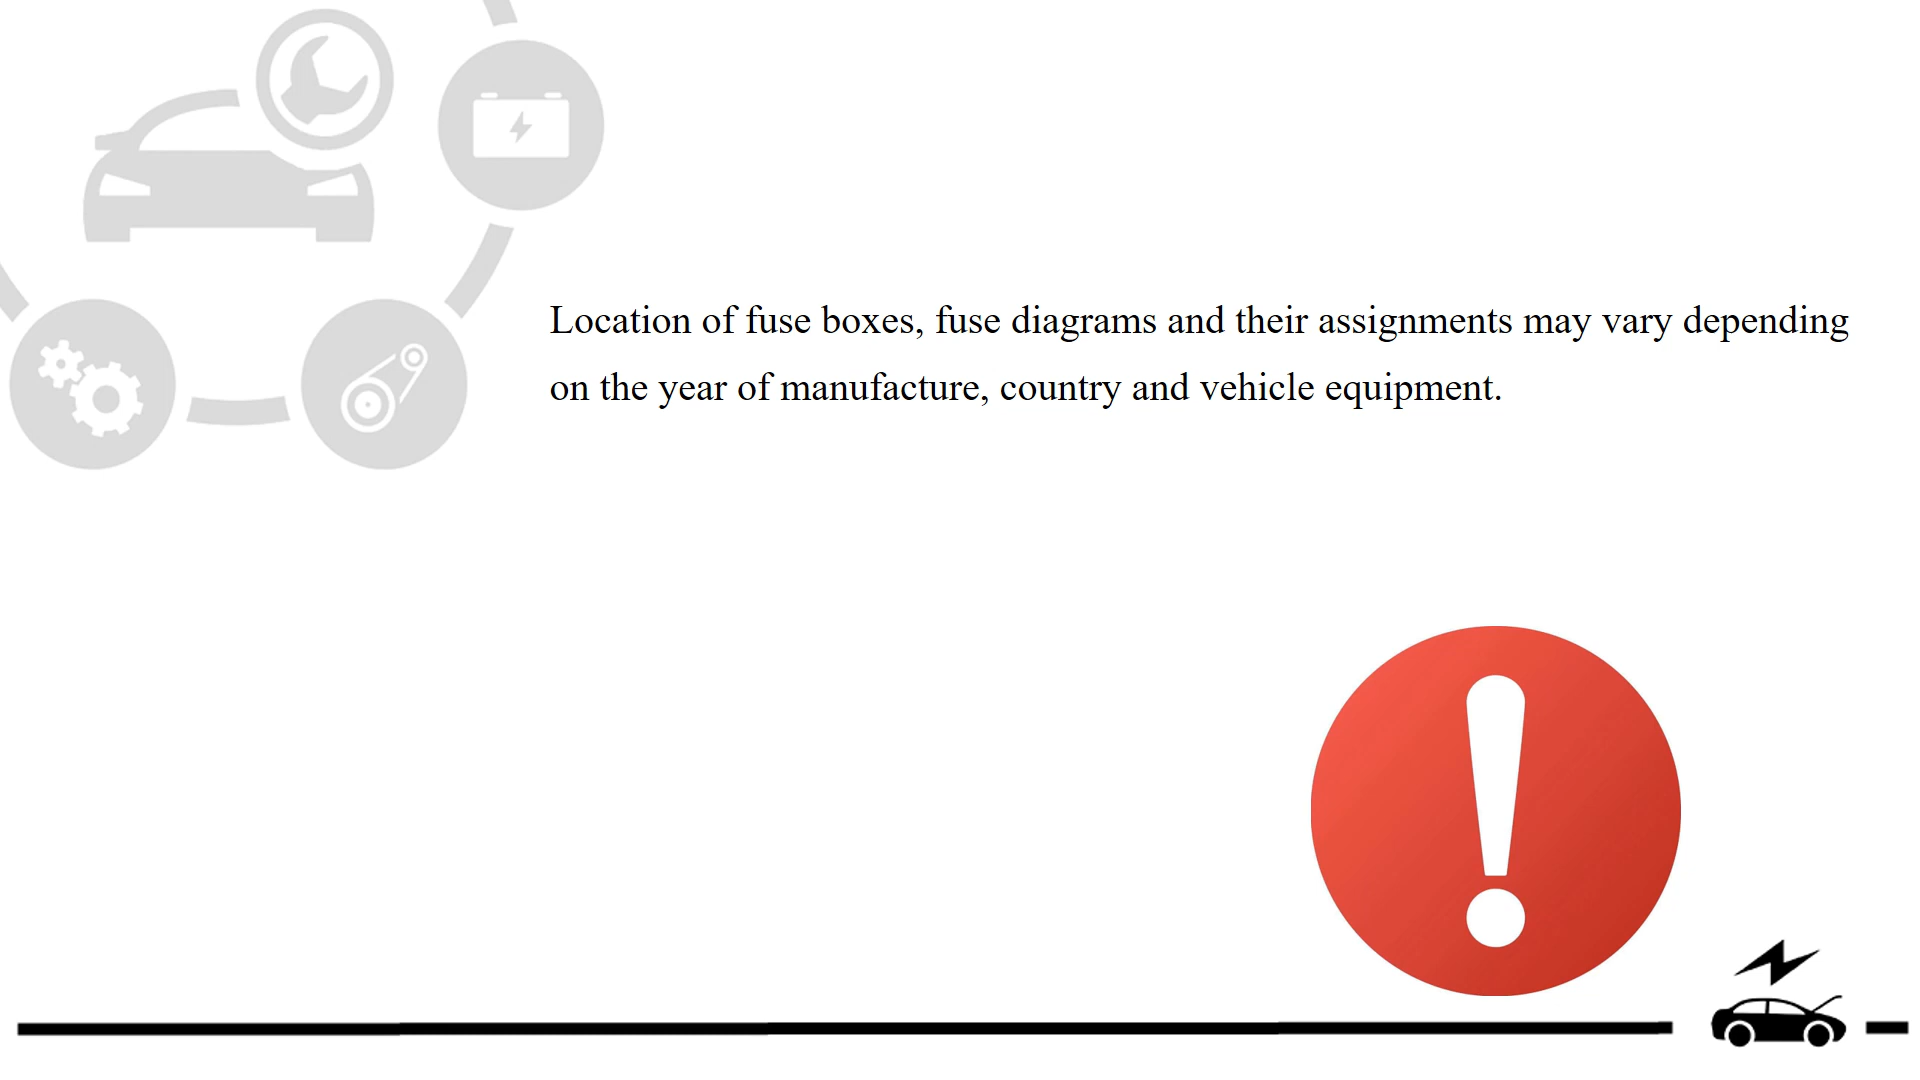 Location of fuse boxes, fuse diagrams and their assignments may vary depending
on the year of manufacture, country and vehicle equipment.